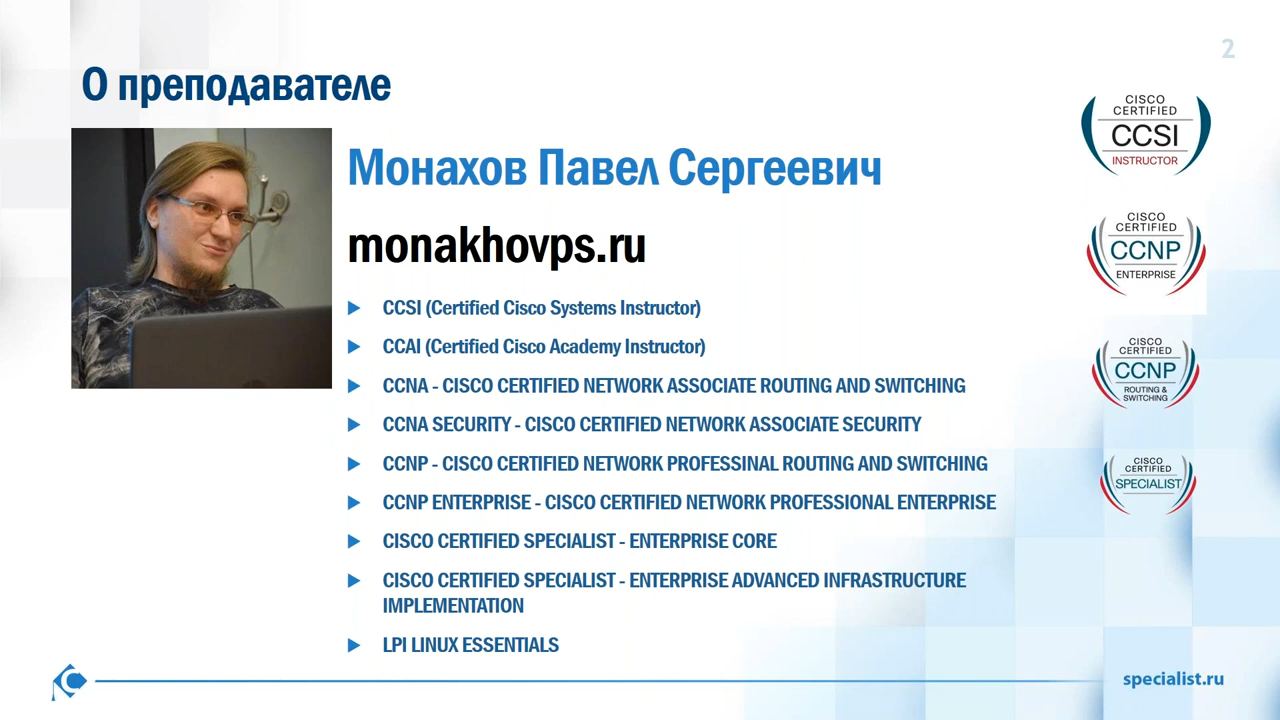 2
О преподавателе
Монахов Павел Сергеевич
monakhovps.ru
CCSI (Certified Cisco Systems Instructor)
CCAI (Certified Cisco Academy Instructor)
CCNA - CISCO CERTIFIED NETWORK ASSOCIATE ROUTING AND SWITCHING
CCNA SECURITY - CISCO CERTIFIED NETWORK ASSOCIATE SECURITY
CCNP - CISCO CERTIFIED NETWORK PROFESSINAL ROUTING AND SWITCHING
CCNP ENTERPRISE - CISCO CERTIFIED NETWORK PROFESSIONAL ENTERPRISE
CISCO CERTIFIED SPECIALIST - ENTERPRISE CORE
CISCO CERTIFIED SPECIALIST - ENTERPRISE ADVANCED INFRASTRUCTURE
IMPLEMENTATION
LPI LINUX ESSENTIALS
CISCO
CERTIFIED
CCSI
INSTRUCTOR
CISCO
CERTIFIED
CCNP
ENTERPRISE
CISCO
CERTIFIED
CCNP
ROUTING &
SWITCHING
CISCO
CERTIFIED
SPECIALIST
specialist.ru